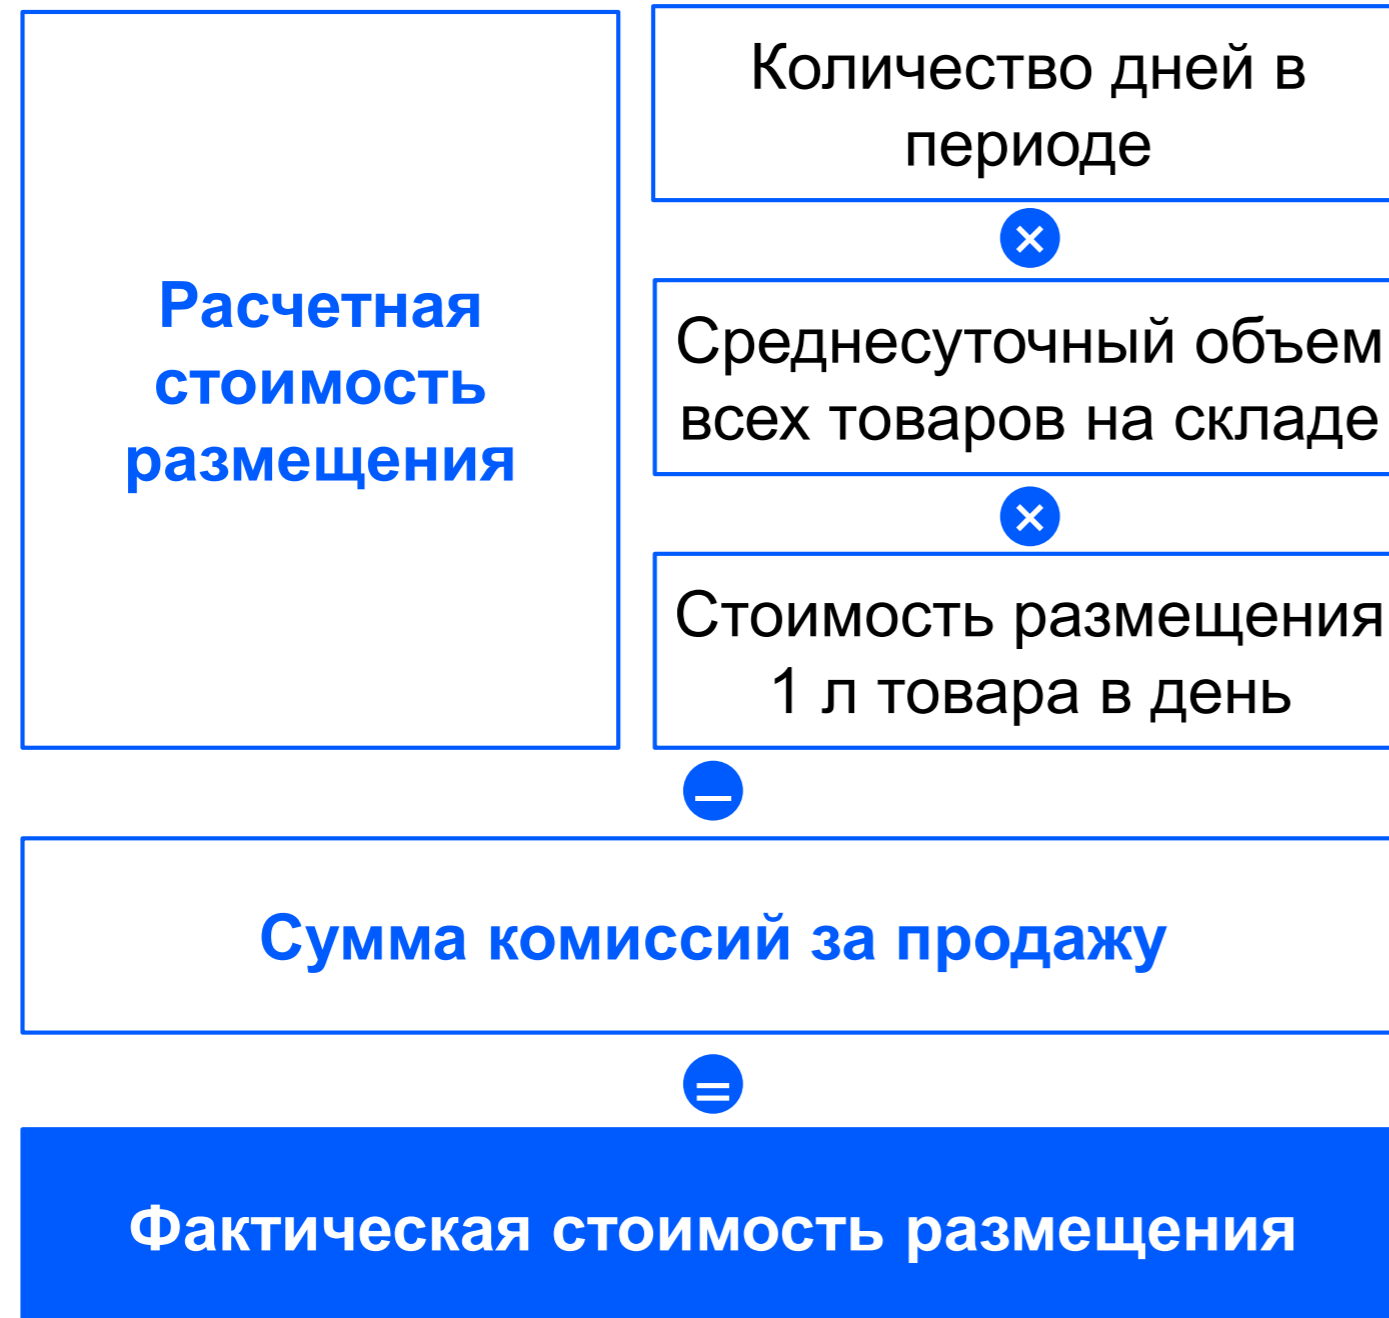 Расчетная
стоимость
размещения
Количество дней в
периоде
×
Среднесуточный объем
всех товаров на складе
×
Стоимость размещения
1 л товара в день
–
Сумма комиссий за продажу
=
Фактическая стоимость размещения